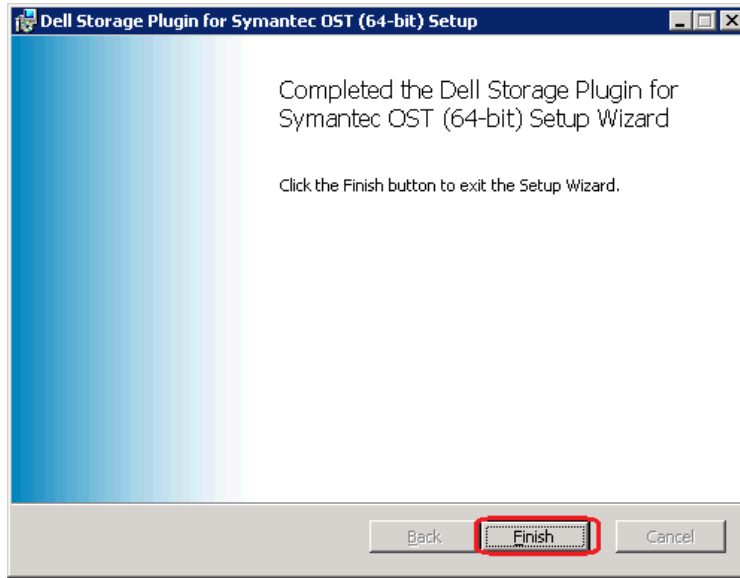 Dell Storage Plugin for Symantec OST (64-bit) Setup
Completed the Dell Storage Plugin for
Symantec OST (64-bit) Setup Wizard
Click the Finish button to exit the Setup Wizard.
Back
Finish
Cancel